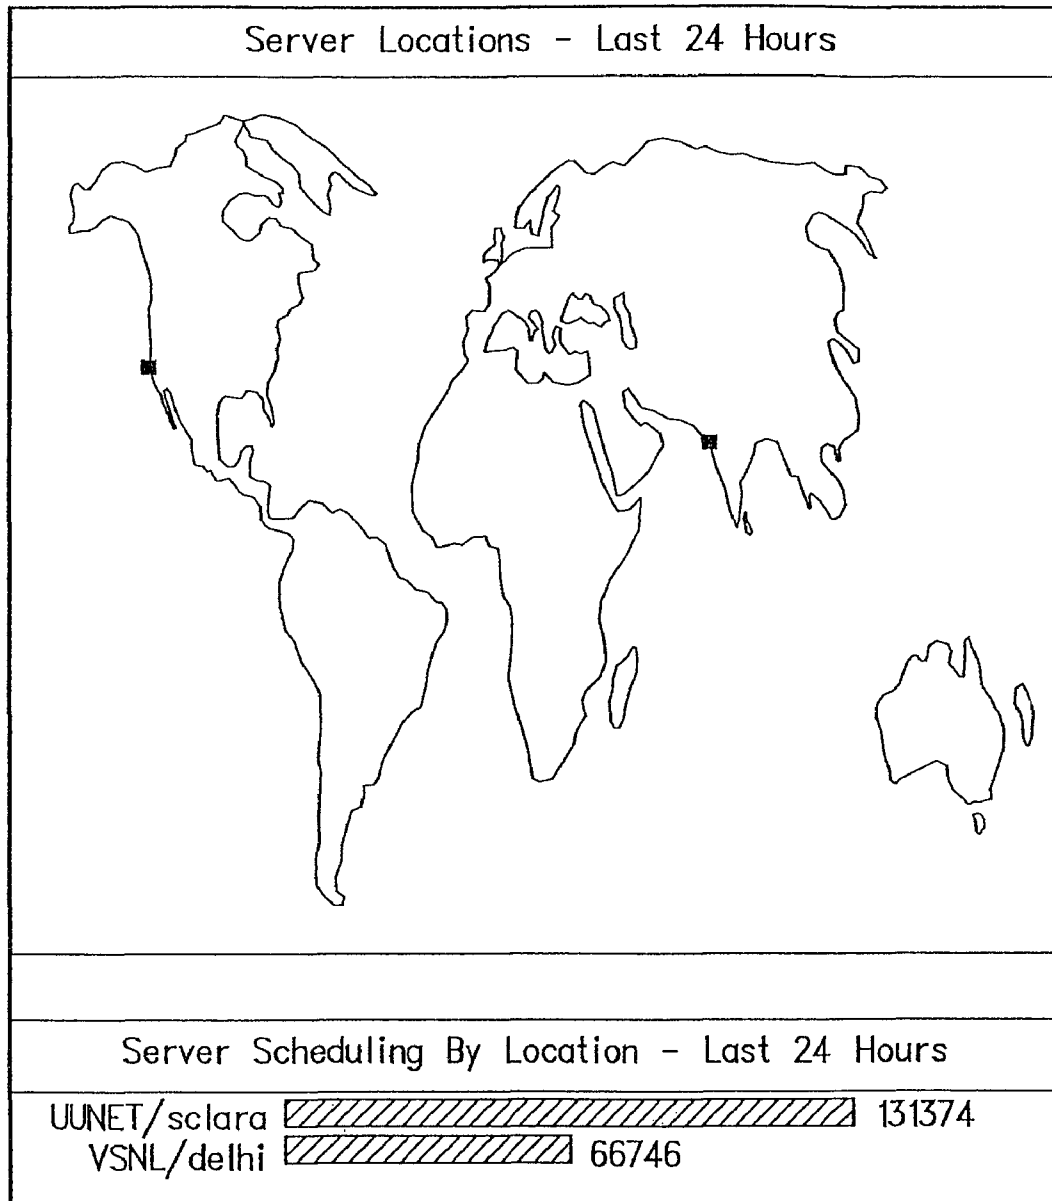 Server Locations - Last 24 Hours
Server Scheduling By Location - Last 24 Hours
UUNET/sclara 131374
VSNL/delhi 66746